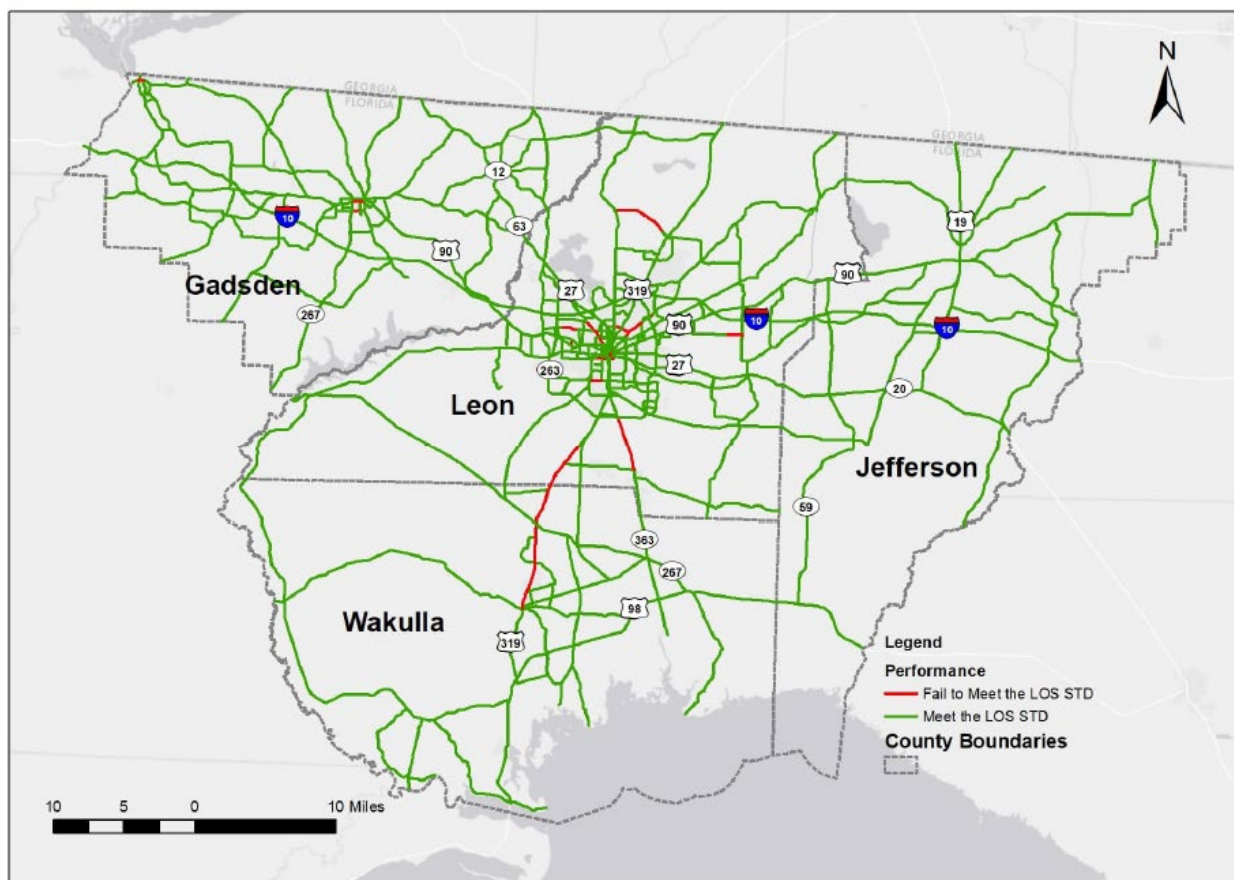 N
GEORGIA
FLORIDA
GEORGIA
FLORIDA
12
10
19
63
90
90
Gadsden
27
319
267
10
90
10
263
27
20
Leon
Jefferson
59
363
267
98
Wakulla
319
Legend
Performance
Fail to Meet the LOS STD
Meet the LOS STD
County Boundaries
10 5 0 10 Miles